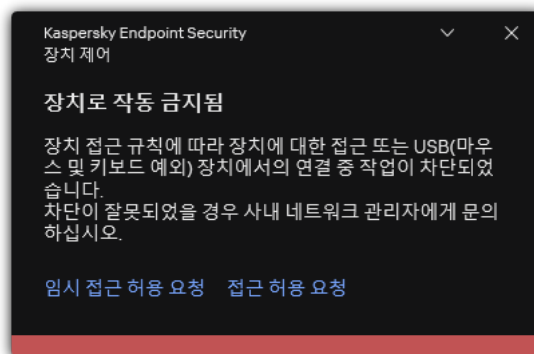 Kaspersky Endpoint Security
장치 제어
장치로 작동 금지됨
장치 접근 규칙에 따라 장치에 대한 접근 또는 USB(마우
스 및 키보드 예외) 장치에서의 연결 중 작업이 차단되었
습니다.
차단이 잘못되었을 경우 사내 네트워크 관리자에게 문의
하십시오.
임시 접근 허용 요청 접근 허용 요청